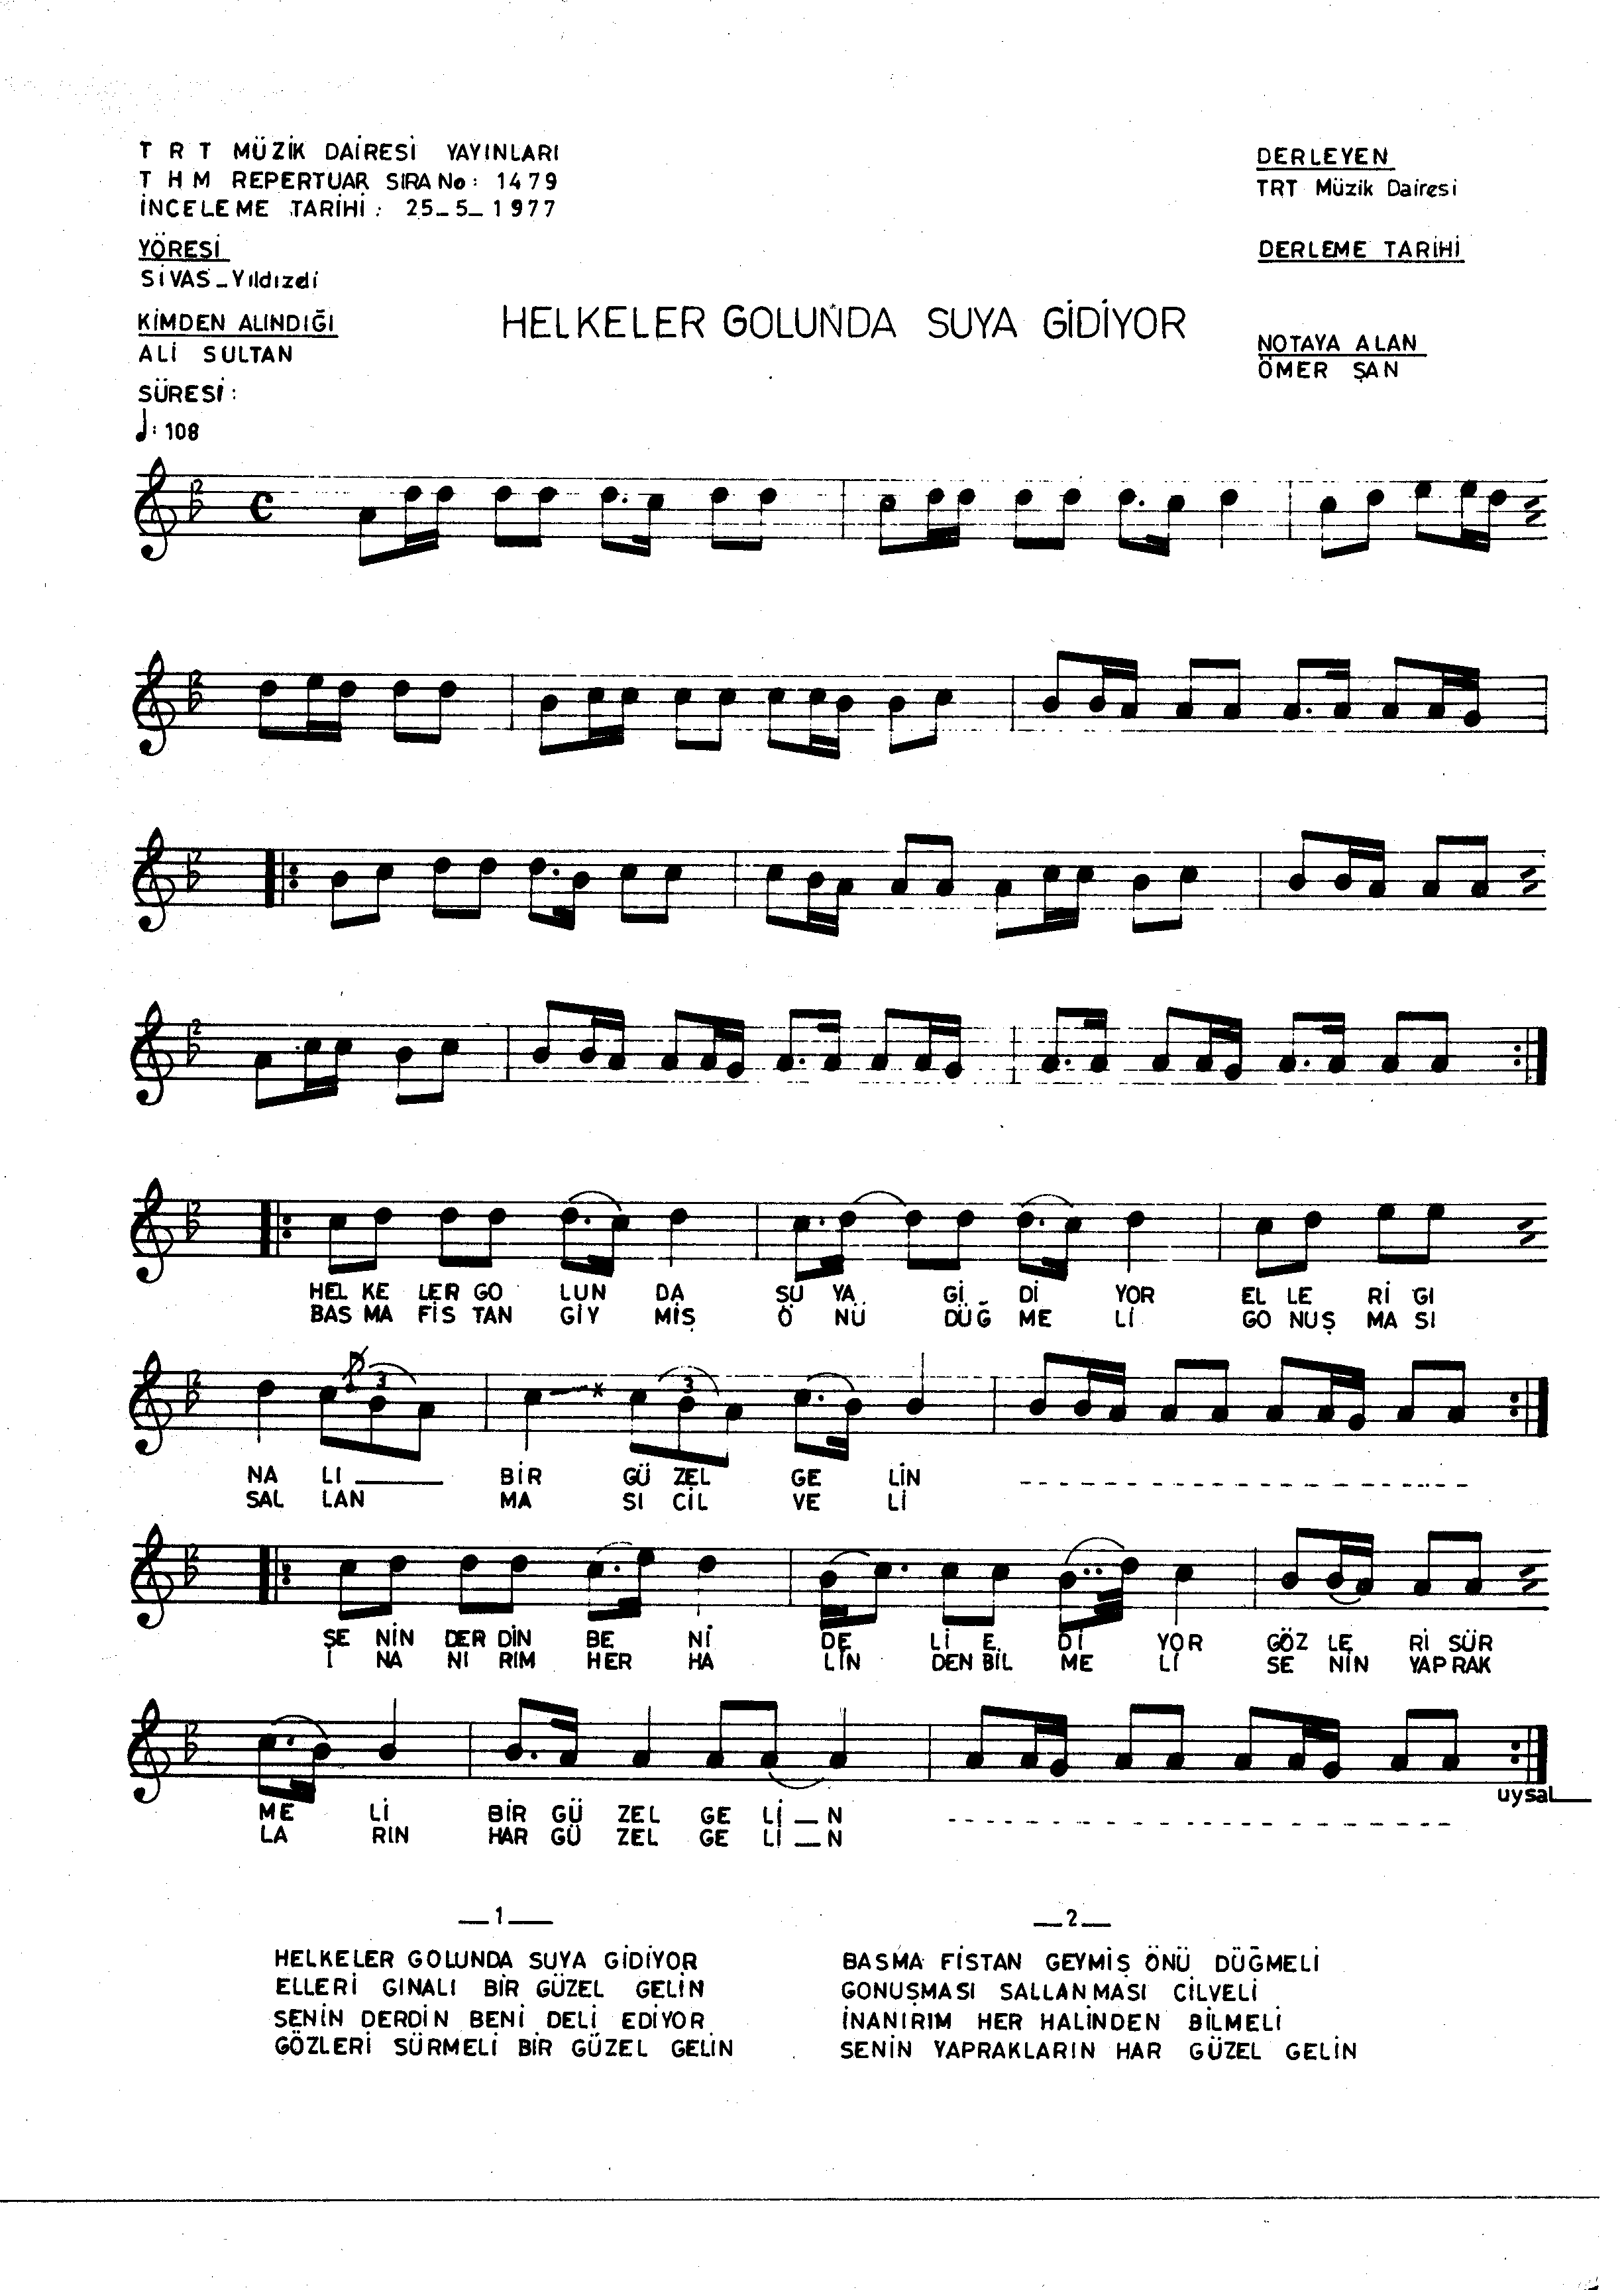 T R T MÜZİK DAİRESİ YAYINLARI
T H M REPERTUAR SIRA No: 1479
İNCELEME TARİHİ: 25_5_1977
DERLEYEN
TRT Müzik Dairesi
YÖRESİ
SİVAS_Yıldızeli
DERLEME TARİHİ
KİMDEN ALINDIĞI
ALİ SULTAN
HELKELER GOLUNDA SUYA GİDİYOR
NOTAYA ALAN
ÖMER ŞAN
SÜRESİ:
: 108
HEL KE LER GO LUN DA SU YA Gİ Dİ YOR EL LE Rİ GI
BAS MA FİS TAN GİY MİŞ Ö NÜ DÜĞ ME Lİ GO NUŞ MA SI
3 3
NA LI BİR GÜ ZEL GE LİN
SAL LAN MA SI CİL VE Lİ
SE NİN DER DİN BE Nİ DE Lİ E Dİ YOR GÖZ LE Rİ SÜR
İ NA NI RIM HER HA LİN DEN BİL ME Lİ SE NİN YAP RAK
uysal
ME Lİ BİR GÜ ZEL GE Lİ _ N
LA RIN HAR GÜ ZEL GE Lİ _ N
_1_
HELKELER GOLUNDA SUYA GİDİYOR
ELLERİ GINALI BİR GÜZEL GELİN
SENİN DERDİN BENİ DELİ EDİYOR
GÖZLERİ SÜRMELİ BİR GÜZEL GELİN
_2_
BASMA FİSTAN GEYMİŞ ÖNÜ DÜĞMELİ
GONUŞMASI SALLANMASI CİLVELİ
İNANIRIM HER HALİNDEN BİLMELİ
SENİN YAPRAKLARIN HAR GÜZEL GELİN